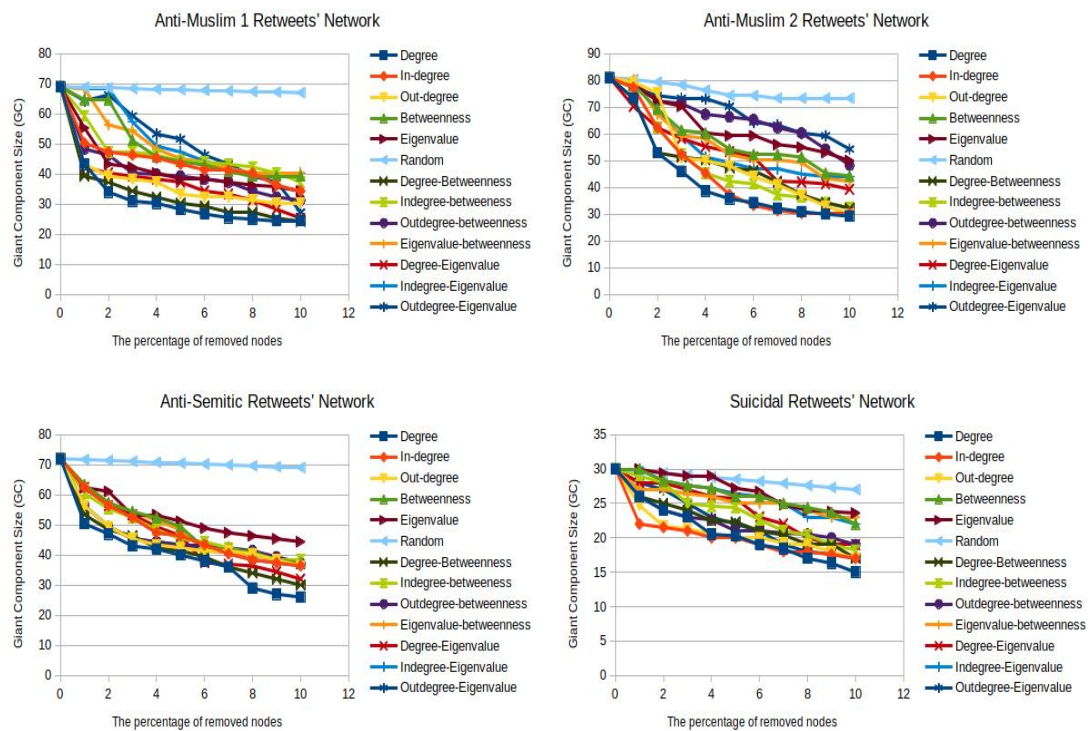 Anti-Muslim 1 Retweets' Network
Giant Component Size (GC)
80
70
60
50
40
30
20
10
0
0 2 4 6 8 10 12
The percentage of removed nodes
Degree
In-degree
Out-degree
Betweenness
Eigenvalue
Random
Degree-Betweenness
Indegree-betweenness
Outdegree-betweenness
Eigenvalue-betweenness
Degree-Eigenvalue
Indegree-Eigenvalue
Outdegree-Eigenvalue
Anti-Muslim 2 Retweets' Network
Giant Component Size (GC)
90
80
70
60
50
40
30
20
10
0
0 2 4 6 8 10 12
The percentage of removed nodes
Degree
In-degree
Out-degree
Betweenness
Eigenvalue
Random
Degree-Betweenness
Indegree-betweenness
Outdegree-betweenness
Eigenvalue-betweenness
Degree-Eigenvalue
Indegree-Eigenvalue
Outdegree-Eigenvalue
Anti-Semitic Retweets' Network
Giant Component Size (GC)
80
70
60
50
40
30
20
10
0
0 2 4 6 8 10 12
The percentage of removed nodes
Degree
In-degree
Out-degree
Betweenness
Eigenvalue
Random
Degree-Betweenness
Indegree-betweenness
Outdegree-betweenness
Eigenvalue-betweenness
Degree-Eigenvalue
Indegree-Eigenvalue
Outdegree-Eigenvalue
Suicidal Retweets' Network
Giant Component Size (GC)
35
30
25
20
15
10
5
0
0 2 4 6 8 10 12
The percentage of removed nodes
Degree
In-degree
Out-degree
Betweenness
Eigenvalue
Random
Degree-Betweenness
Indegree-betweenness
Outdegree-betweenness
Eigenvalue-betweenness
Degree-Eigenvalue
Indegree-Eigenvalue
Outdegree-Eigenvalue